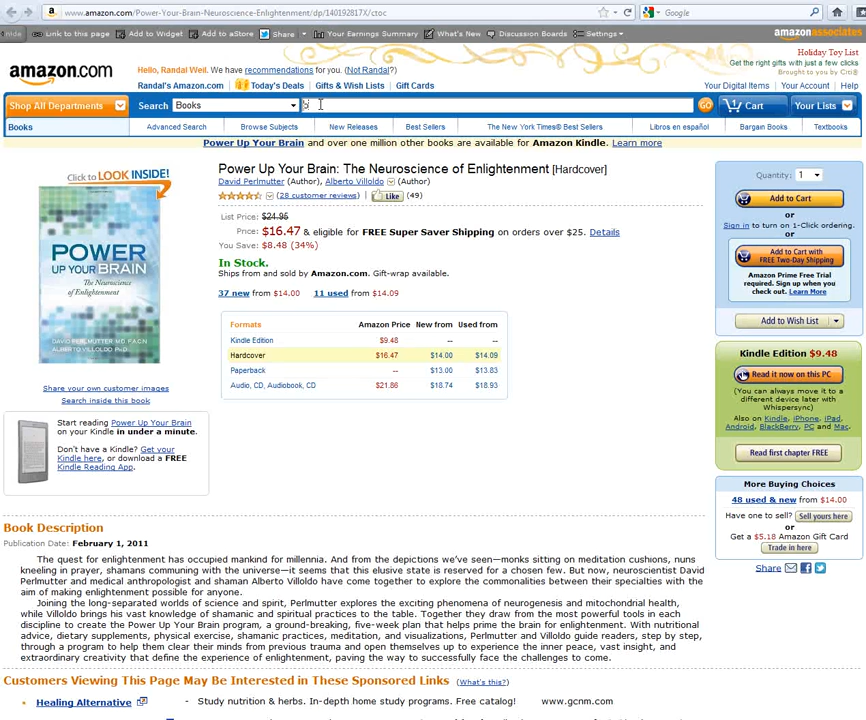 www.amazon.com/Power-Your-Brain-Neuroscience-Enlightenment/dp/140192817X/ctoc
Google
Hide Link to this page Add to Widget Add to aStore Share Your Earnings Summary What's New Discussion Boards Settings
amazonassociates
Holiday Toy List
Get the right gifts with just a few clicks
Brought to you by Citi®
amazon.com
Hello, Randal Weil. We have recommendations for you. (Not Randal?)
Randal's Amazon.com Today's Deals Gifts & Wish Lists Gift Cards
Your Digital Items Your Account Help
Shop All Departments Search Books GO Cart Your Lists
Books Advanced Search Browse Subjects New Releases Best Sellers The New York Times® Best Sellers Libros en español Bargain Books Textbooks
Power Up Your Brain and over one million other books are available for Amazon Kindle. Learn more
Click to LOOK INSIDE!
POWER
UP YOUR BRAIN
The Neuroscience
of Enlightenment
DAVID PERLMUTTER MD, FACN
ALBERTO VILLOLDO PhD
Share your own customer images
Search inside this book
Start reading Power Up Your Brain
on your Kindle in under a minute.
Don't have a Kindle? Get your
Kindle here, or download a FREE
Kindle Reading App.
Power Up Your Brain: The Neuroscience of Enlightenment [Hardcover]
David Perlmutter (Author), Alberto Villoldo (Author)
(28 customer reviews) | Like (49)
List Price: $24.95
Price: $16.47 & eligible for FREE Super Saver Shipping on orders over $25. Details
You Save: $8.48 (34%)
In Stock.
Ships from and sold by Amazon.com. Gift-wrap available.
37 new from $14.00 11 used from $14.09
Formats Amazon Price New from Used from
Kindle Edition $9.48 -- --
Hardcover $16.47 $14.00 $14.09
Paperback -- $13.00 $13.83
Audio, CD, Audiobook, CD $21.86 $18.74 $18.93
Quantity: 1
Add to Cart
or
Sign in to turn on 1-Click ordering.
or
Add to Cart with
FREE Two-Day Shipping
Amazon Prime Free Trial
required. Sign up when you
check out. Learn More
Add to Wish List
Kindle Edition $9.48
Read it now on this PC
(You can always move it to a
different device later with
Whispersync)
Also on Kindle, iPhone, iPad,
Android, BlackBerry, PC and Mac.
Read first chapter FREE
More Buying Choices
48 used & new from $14.00
Have one to sell? Sell yours here
or
Get a $5.18 Amazon Gift Card
Trade in here
Share
Book Description
Publication Date: February 1, 2011
The quest for enlightenment has occupied mankind for millennia. And from the depictions we've seen—monks sitting on meditation cushions, nuns
kneeling in prayer, shamans communing with the universe—it seems that this elusive state is reserved for a chosen few. But now, neuroscientist David
Perlmutter and medical anthropologist and shaman Alberto Villoldo have come together to explore the commonalities between their specialties with the
aim of making enlightenment possible for anyone.
Joining the long-separated worlds of science and spirit, Perlmutter explores the exciting phenomena of neurogenesis and mitochondrial health,
while Villoldo brings his vast knowledge of shamanic and spiritual practices to the table. Together they draw from the most powerful tools in each
discipline to create the Power Up Your Brain program, a ground-breaking, five-week plan that helps prime the brain for enlightenment. With nutritional
advice, dietary supplements, physical exercise, shamanic practices, meditation, and visualizations, Perlmutter and Villoldo guide readers, step by step,
through a program to help them clear their minds from previous trauma and open themselves up to experience the inner peace, vast insight, and
extraordinary creativity that define the experience of enlightenment, paving the way to successfully face the challenges to come.
Customers Viewing This Page May Be Interested in These Sponsored Links (What's this?)
Healing Alternative - Study nutrition & herbs. In-depth home study programs. Free catalog! www.gcnm.com